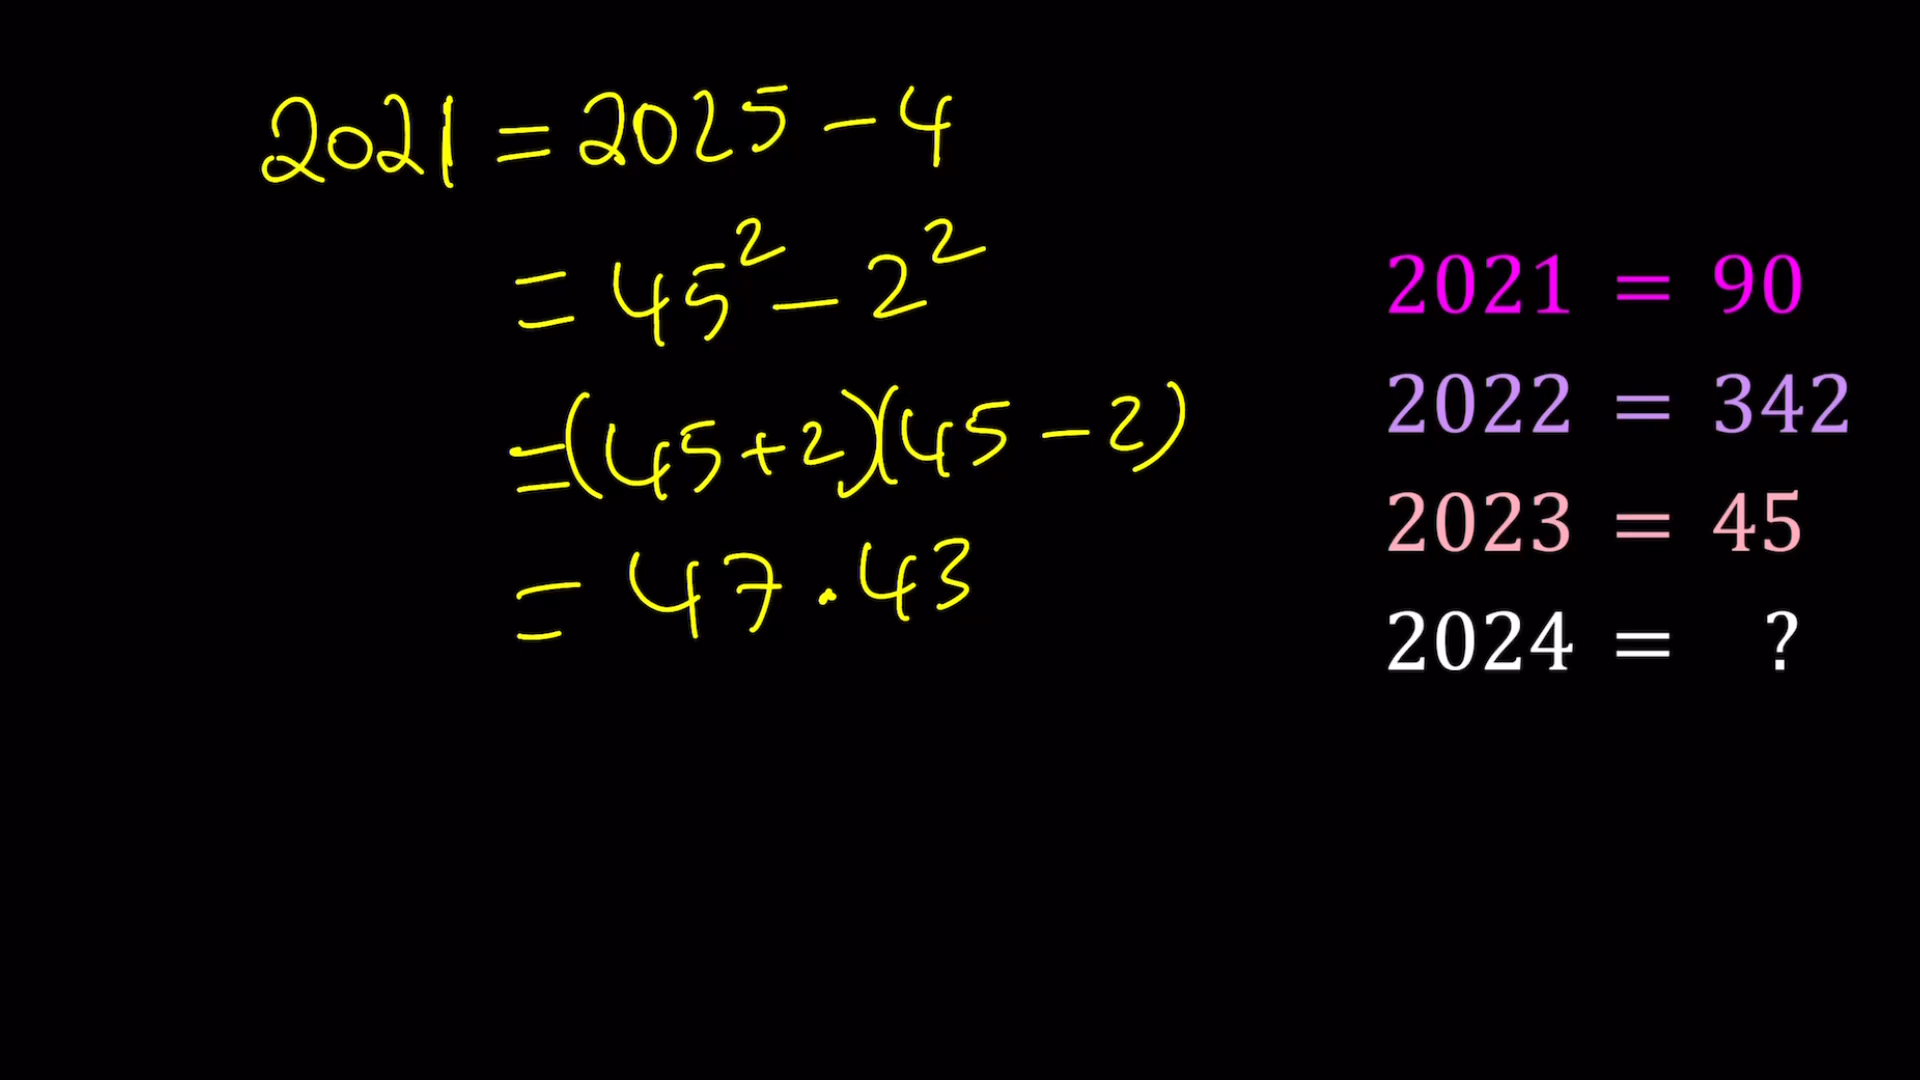 2021 = 2025 - 4
= 45² - 2²
= (45 + 2)(45 - 2)
= 47 · 43
2021 = 90
2022 = 342
2023 = 45
2024 = ?